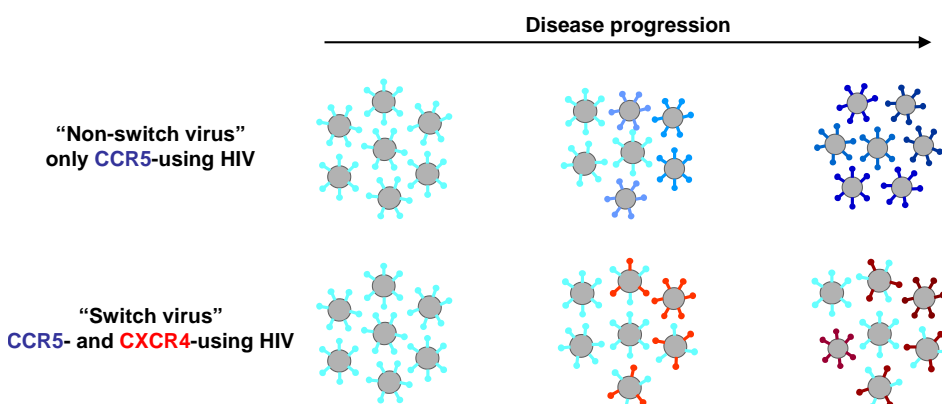 Disease progression
“Non-switch virus”
only CCR5-using HIV
“Switch virus”
CCR5- and CXCR4-using HIV